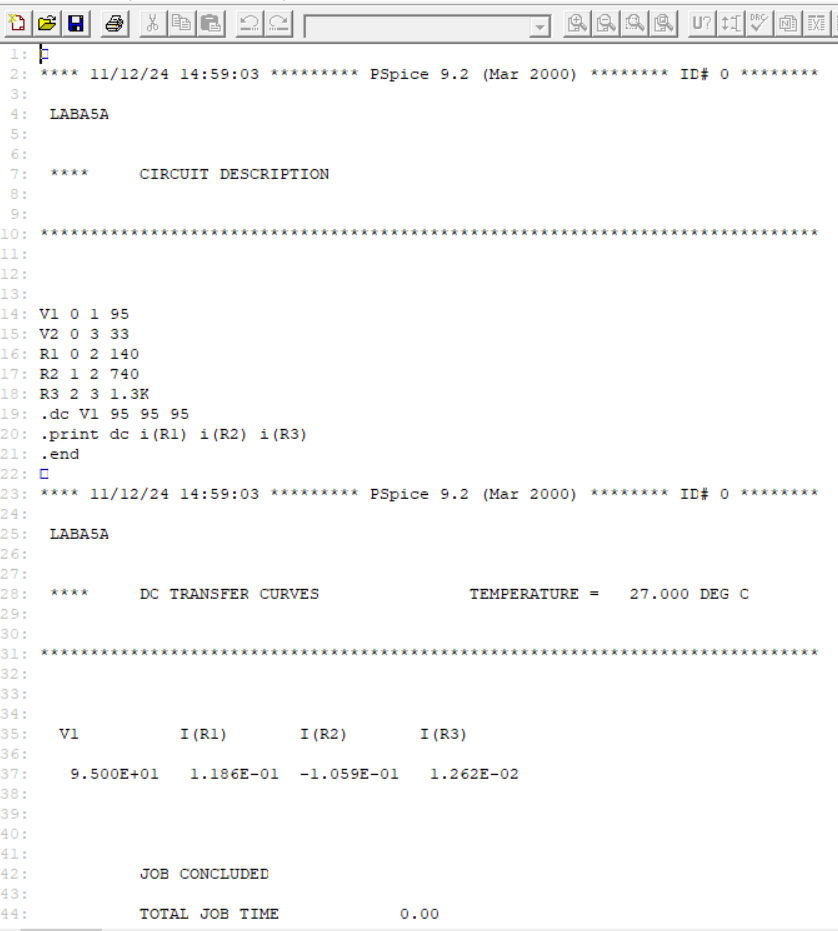 U?
DRC
N
1:
2: **** 11/12/24 14:59:03 ********* PSpice 9.2 (Mar 2000) ******** ID# 0 ********
3:
4: LABA5A
5:
6:
7: **** CIRCUIT DESCRIPTION
8:
9:
10: ******************************************************************************
11:
12:
13:
14: V1 0 1 95
15: V2 0 3 33
16: R1 0 2 140
17: R2 1 2 740
18: R3 2 3 1.3K
19: .dc V1 95 95 95
20: .print dc i(R1) i(R2) i(R3)
21: .end
22:
23: **** 11/12/24 14:59:03 ********* PSpice 9.2 (Mar 2000) ******** ID# 0 ********
24:
25: LABA5A
26:
27:
28: **** DC TRANSFER CURVES TEMPERATURE = 27.000 DEG C
29:
30:
31: ******************************************************************************
32:
33:
34:
35: V1 I(R1) I(R2) I(R3)
36:
37: 9.500E+01 1.186E-01 -1.059E-01 1.262E-02
38:
39:
40:
41:
42: JOB CONCLUDED
43:
44: TOTAL JOB TIME 0.00